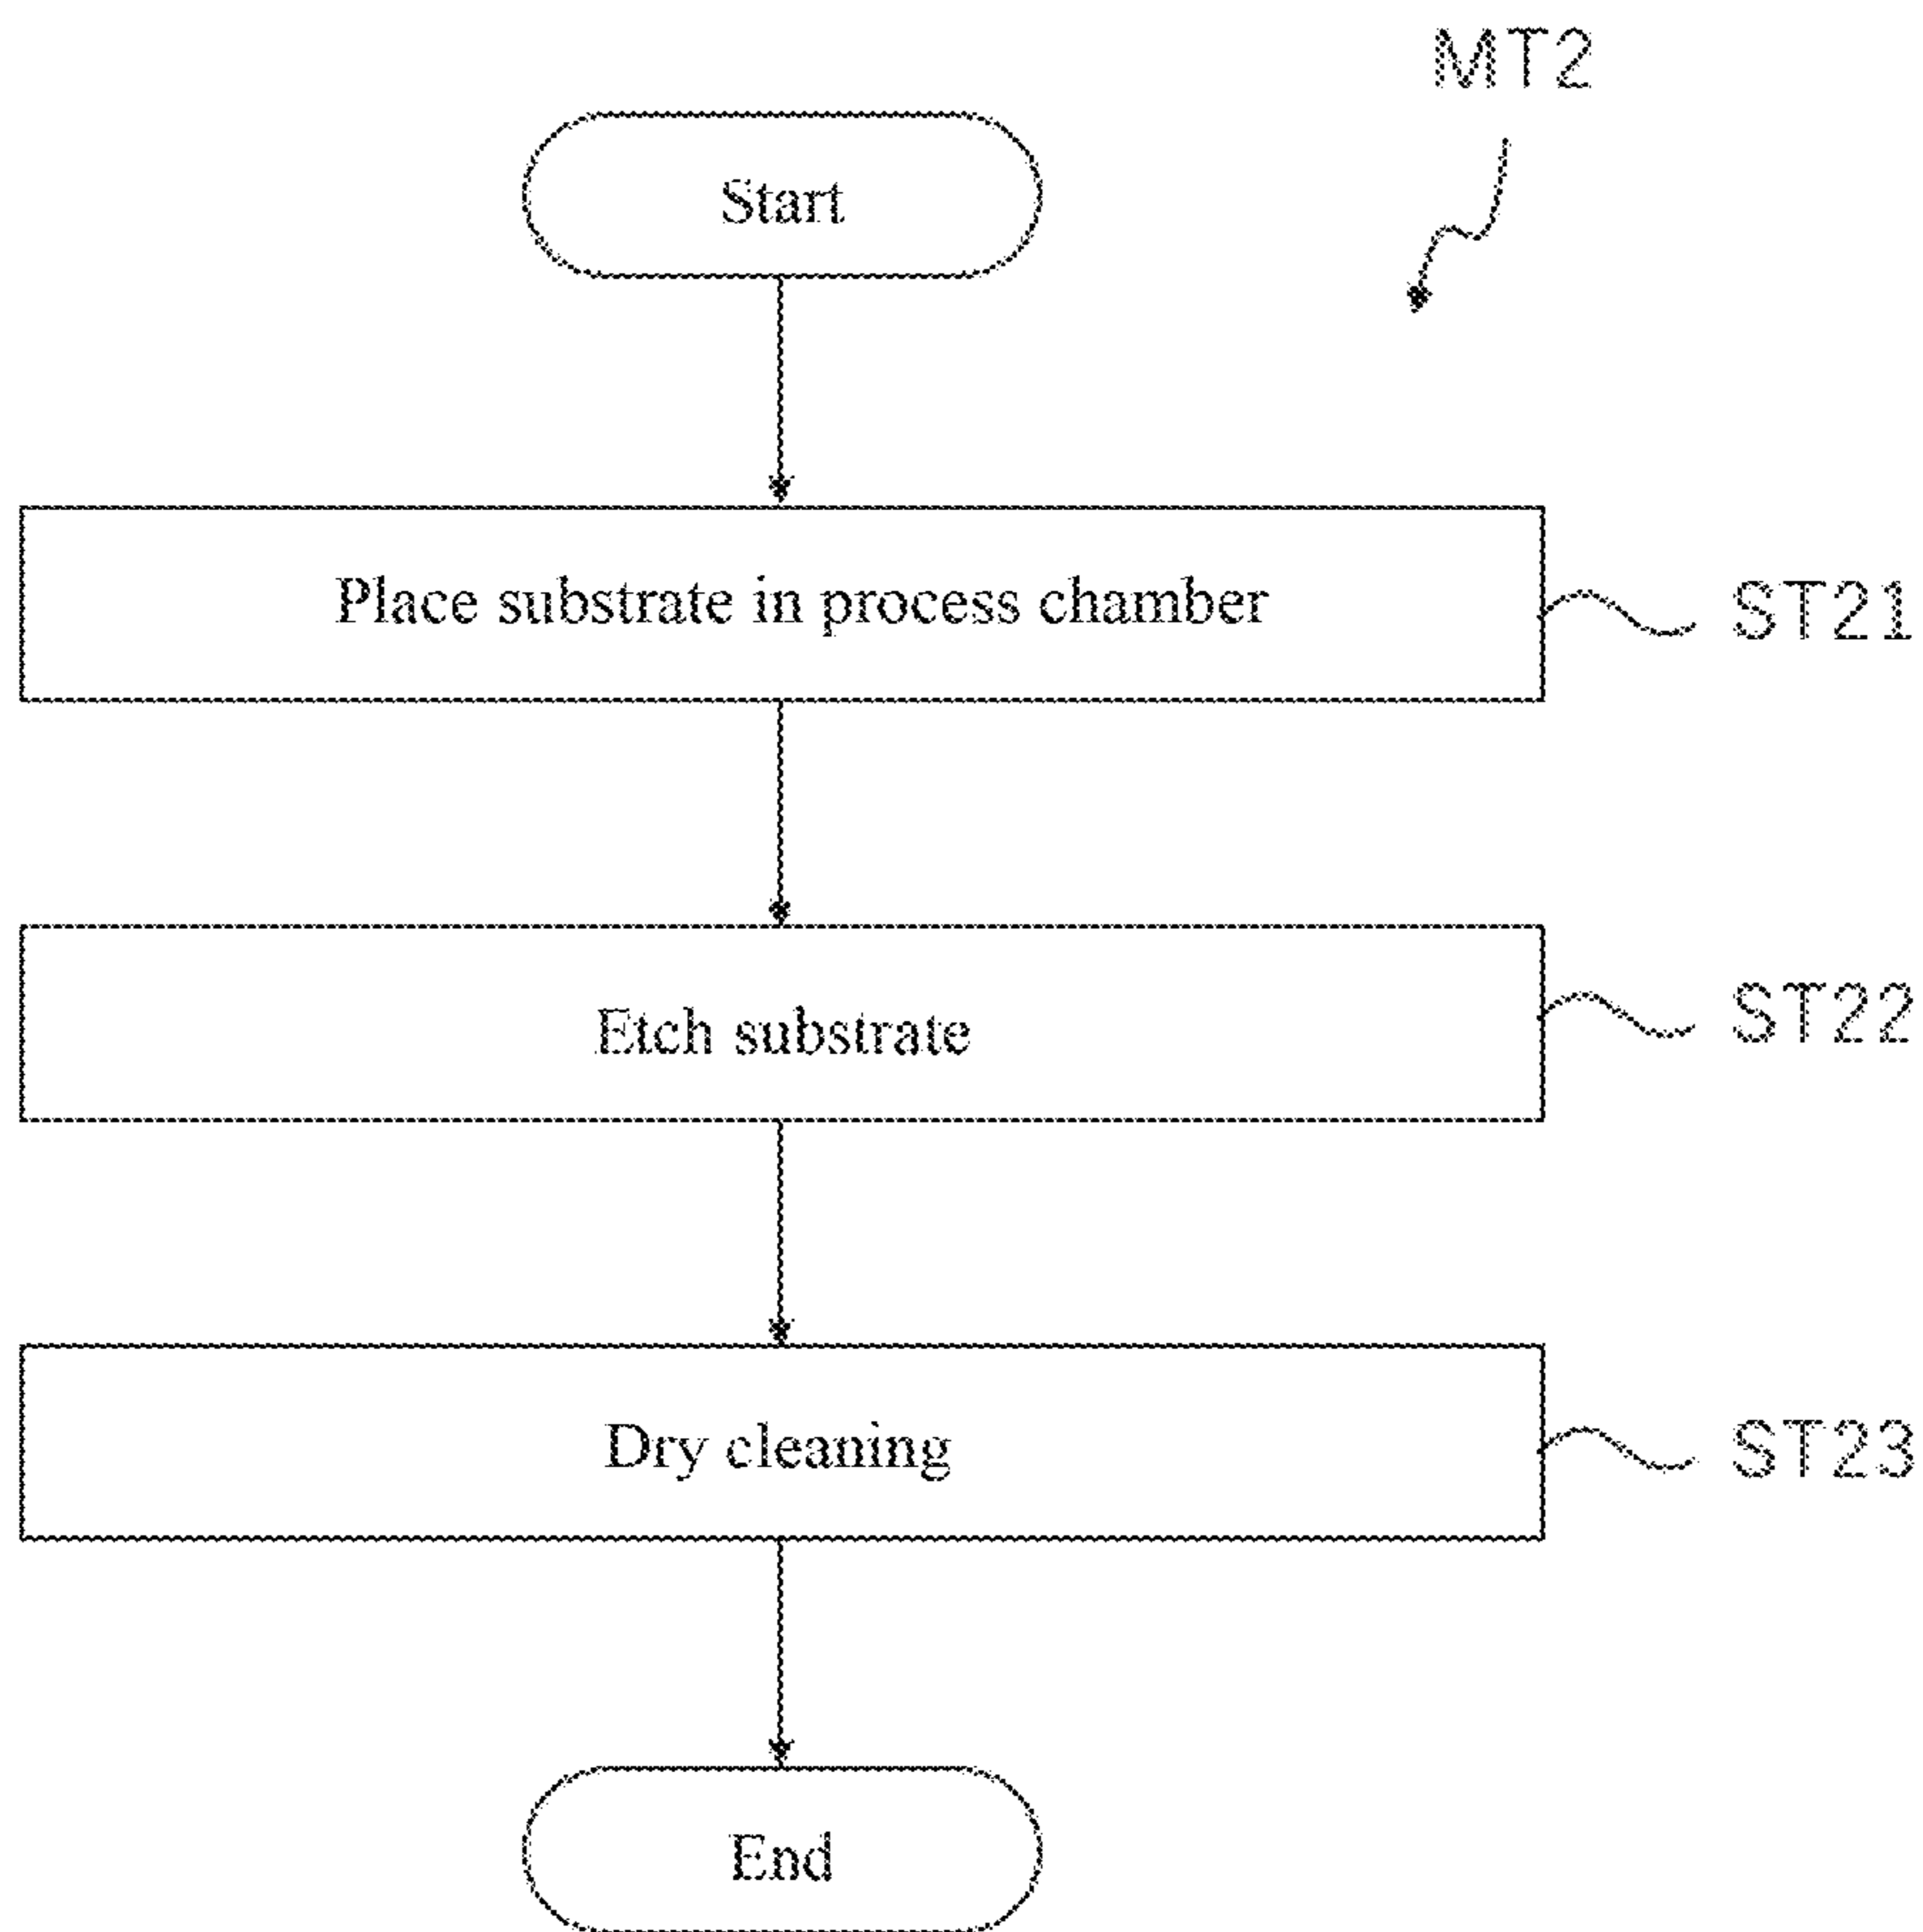 MT2
Start
Place substrate in process chamber
ST21
Etch substrate
ST22
Dry cleaning
ST23
End